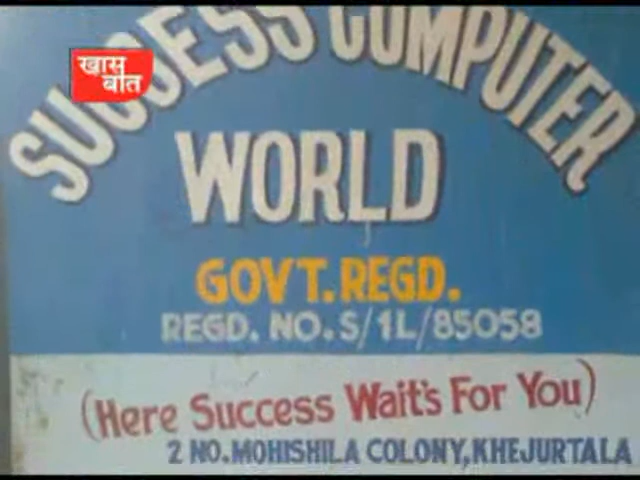 खास
बात
SUCCESS COMPUTER
WORLD
GOVT. REGD.
REGD. NO. S/1L/85058
(Here Success Wait's For You)
2 NO. MOHISHILA COLONY, KHEJURTALA